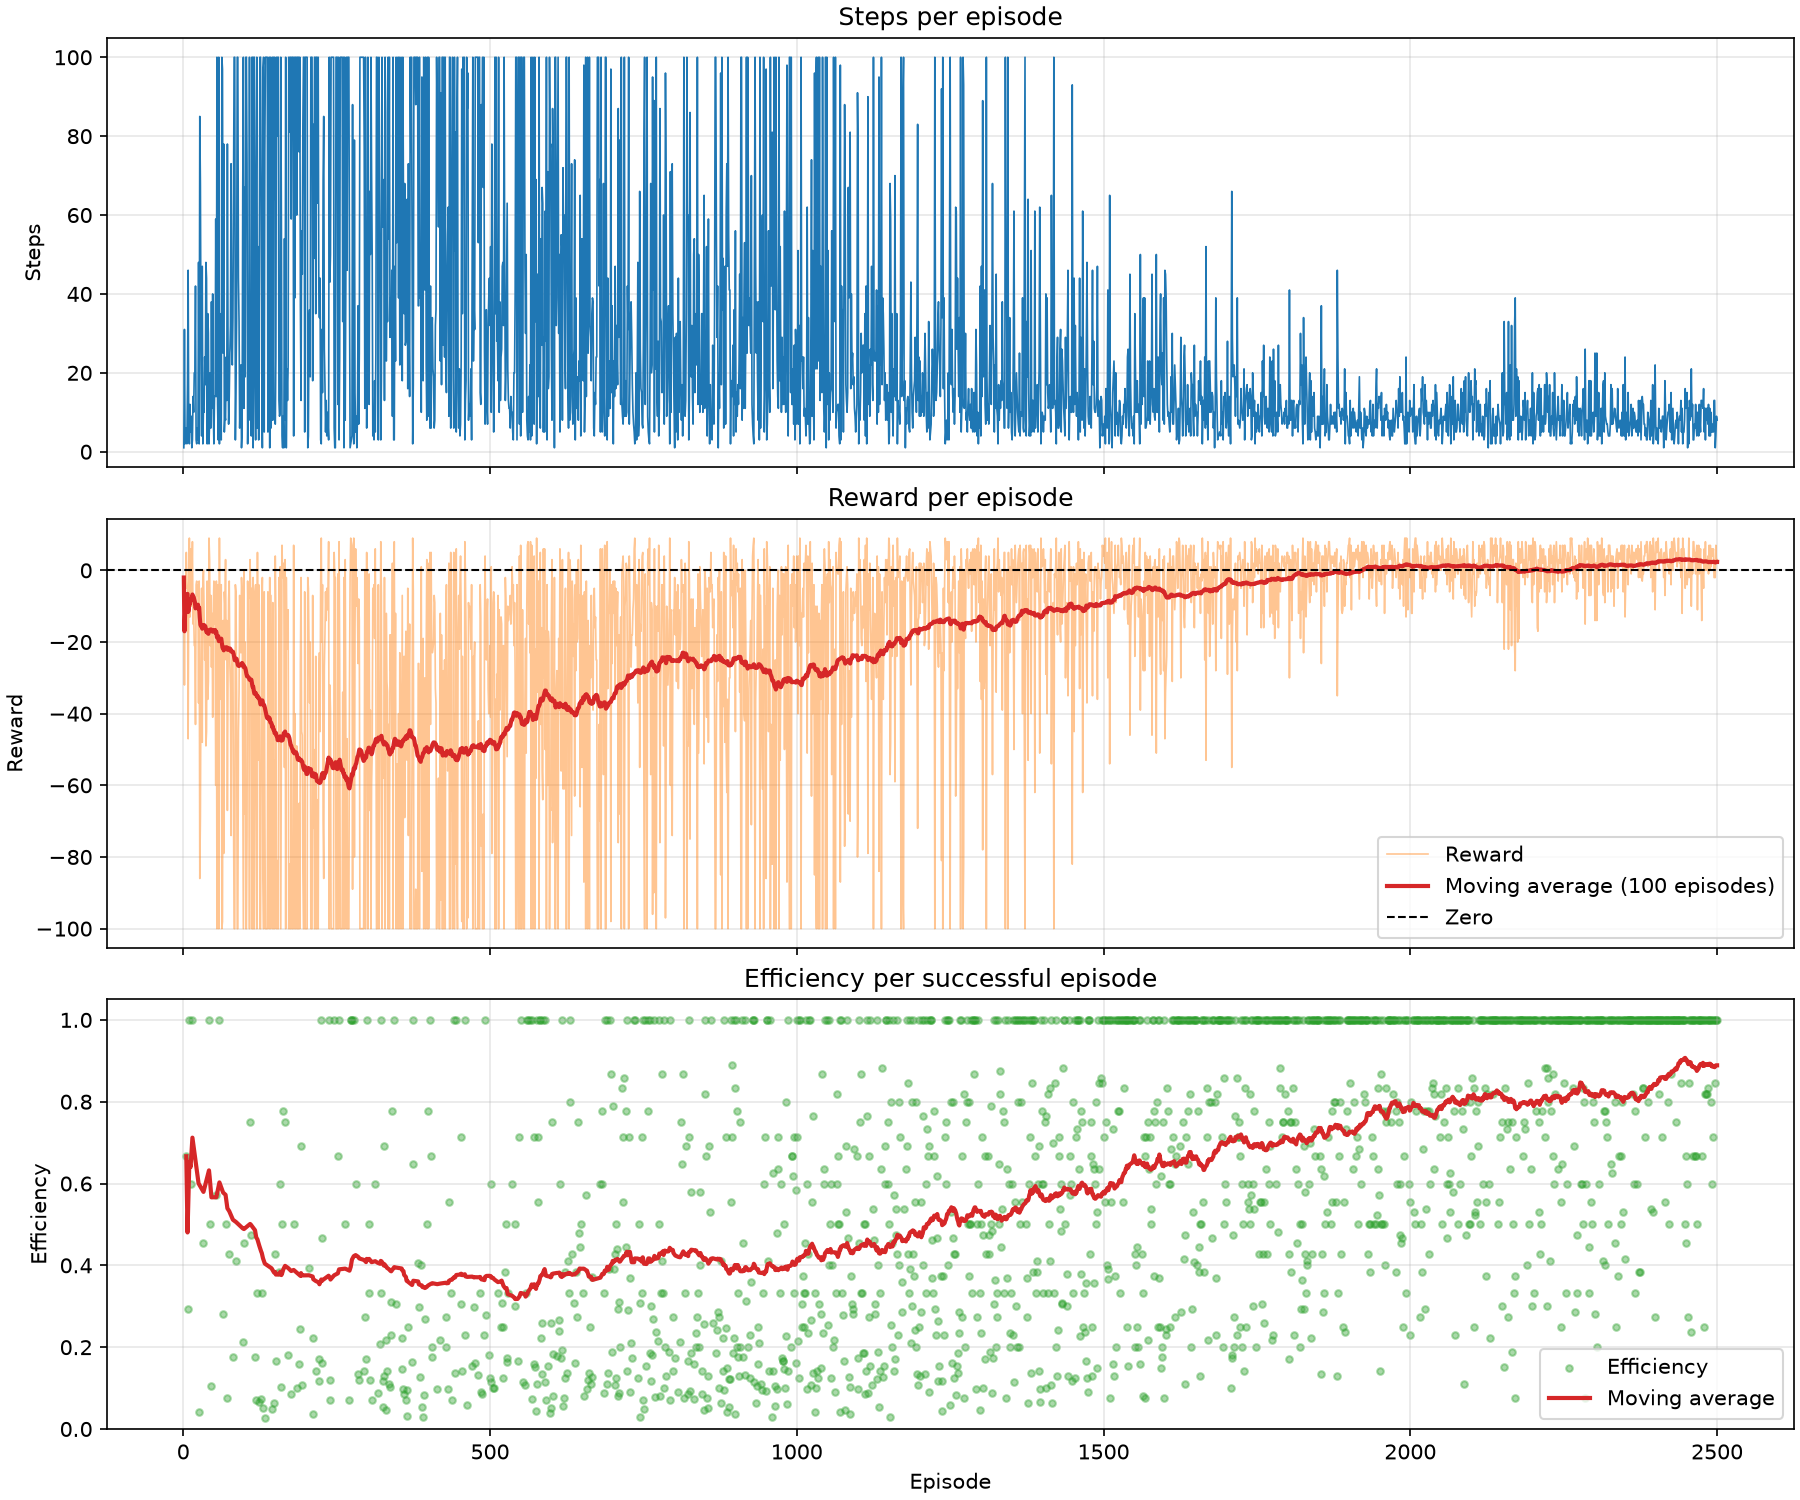 Steps per episode
100
80
60
40
20
0
Steps
Reward per episode
0
−20
−40
−60
−80
−100
Reward
Reward
Moving average (100 episodes)
Zero
Efficiency per successful episode
1.0
0.8
0.6
0.4
0.2
0.0
Efficiency
Efficiency
Moving average
0 500 1000 1500 2000 2500
Episode